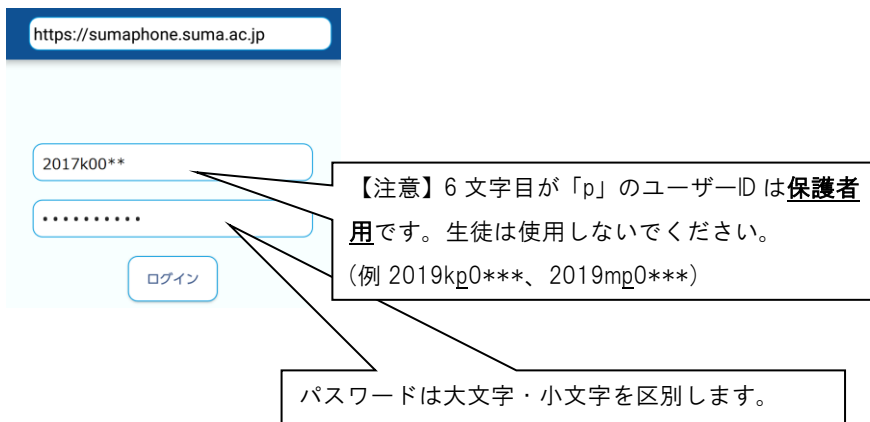 https://sumaphone.suma.ac.jp
2017k00**
【注意】6 文字目が「p」のユーザーID は保護者
用です。生徒は使用しないでください。
(例 2019kp0***、2019mp0***)
••••••••••
ログイン
パスワードは大文字・小文字を区別します。